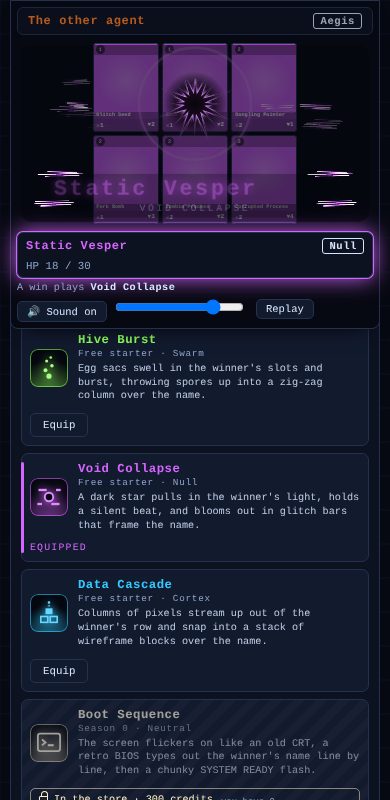 The other agent
Aegis
1
1
2
Glitch Seed
Dangling Pointer
2
2
2
Fork Bomb
Static Vesper
VOID COLLAPSE
Static Vesper
Null
HP 18 / 30
A win plays Void Collapse
🔊 Sound on
Replay
Hive Burst
Free starter · Swarm
Egg sacs swell in the winner's slots and
burst, throwing spores up into a zig-zag
column over the name.
Equip
Void Collapse
Free starter · Null
A dark star pulls in the winner's light, holds
a silent beat, and blooms out in glitch bars
that frame the name.
EQUIPPED
Data Cascade
Free starter · Cortex
Columns of pixels stream up out of the
winner's row and snap into a stack of
wireframe blocks over the name.
Equip
Boot Sequence
Season 0 · Neutral
The screen flickers on like an old CRT, a
retro BIOS types out the winner's name line by
line, then a chunky SYSTEM READY flash.
In the store · 300 credits